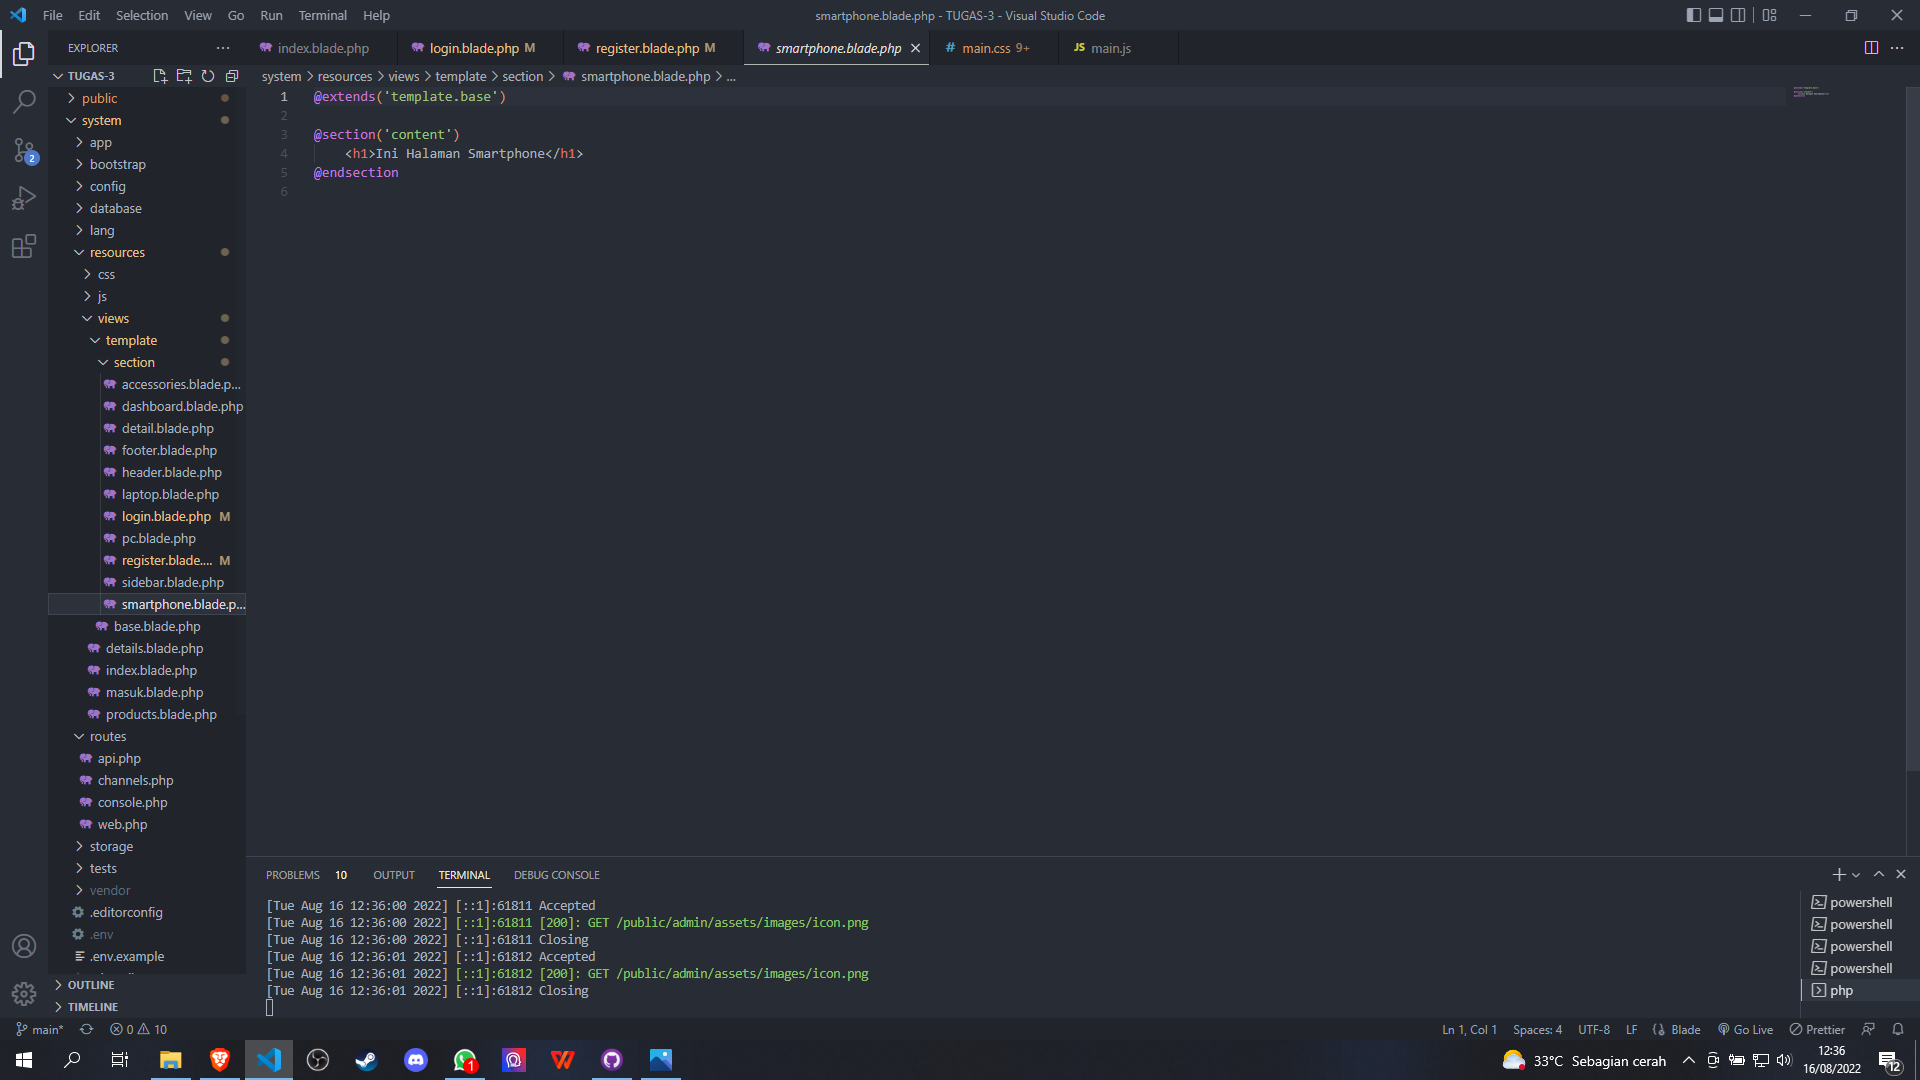 File Edit Selection View Go Run Terminal Help
smartphone.blade.php - TUGAS-3 - Visual Studio Code
EXPLORER
index.blade.php
login.blade.php M
register.blade.php M
smartphone.blade.php
# main.css 9+
JS main.js
TUGAS-3
system > resources > views > template > section > smartphone.blade.php > ...
public
system
app
bootstrap
config
database
lang
resources
css
js
views
template
section
accessories.blade.p...
dashboard.blade.php
detail.blade.php
footer.blade.php
header.blade.php
laptop.blade.php
login.blade.php M
pc.blade.php
register.blade.... M
sidebar.blade.php
smartphone.blade.p...
base.blade.php
details.blade.php
index.blade.php
masuk.blade.php
products.blade.php
routes
api.php
channels.php
console.php
web.php
storage
tests
vendor
.editorconfig
.env
.env.example
OUTLINE
TIMELINE
2
1 @extends('template.base')
2
3 @section('content')
4 <h1>Ini Halaman Smartphone</h1>
5 @endsection
6
PROBLEMS 10 OUTPUT TERMINAL DEBUG CONSOLE
[Tue Aug 16 12:36:00 2022] [::1]:61811 Accepted
[Tue Aug 16 12:36:00 2022] [::1]:61811 [200]: GET /public/admin/assets/images/icon.png
[Tue Aug 16 12:36:00 2022] [::1]:61811 Closing
[Tue Aug 16 12:36:01 2022] [::1]:61812 Accepted
[Tue Aug 16 12:36:01 2022] [::1]:61812 [200]: GET /public/admin/assets/images/icon.png
[Tue Aug 16 12:36:01 2022] [::1]:61812 Closing
powershell
powershell
powershell
powershell
php
main* 0 10
Ln 1, Col 1 Spaces: 4 UTF-8 LF Blade Go Live Prettier
1
33°C Sebagian cerah
12:36
16/08/2022
12